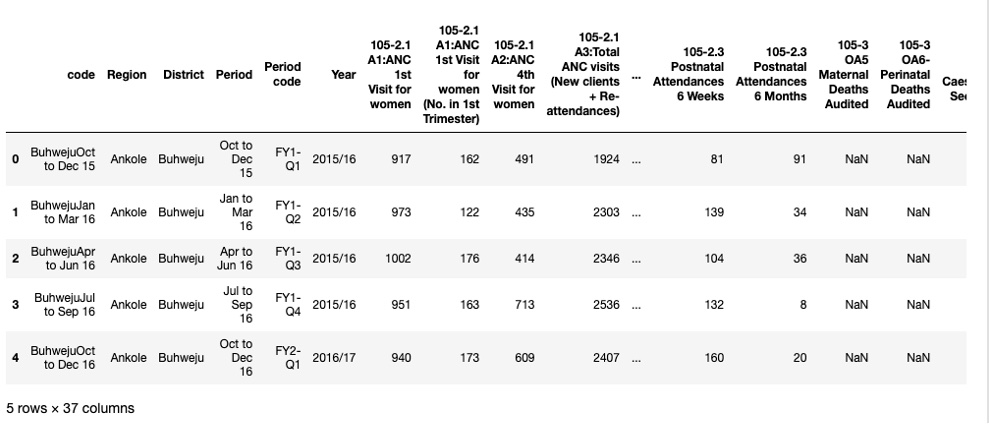 code Region District Period Period code Year 105-2.1 A1:ANC 1st Visit for women 105-2.1 A1:ANC 1st Visit for women (No. in 1st Trimester) 105-2.1 A2:ANC 4th Visit for women 105-2.1 A3:Total ANC visits (New clients + Re-attendances) ... 105-2.3 Postnatal Attendances 6 Weeks 105-2.3 Postnatal Attendances 6 Months 105-3 OA5 Maternal Deaths Audited 105-3 OA6-Perinatal Deaths Audited
0 BuhwejuOct to Dec 15 Ankole Buhweju Oct to Dec 15 FY1-Q1 2015/16 917 162 491 1924 ... 81 91 NaN NaN
1 BuhwejuJan to Mar 16 Ankole Buhweju Jan to Mar 16 FY1-Q2 2015/16 973 122 435 2303 ... 139 34 NaN NaN
2 BuhwejuApr to Jun 16 Ankole Buhweju Apr to Jun 16 FY1-Q3 2015/16 1002 176 414 2346 ... 104 36 NaN NaN
3 BuhwejuJul to Sep 16 Ankole Buhweju Jul to Sep 16 FY1-Q4 2015/16 951 163 713 2536 ... 132 8 NaN NaN
4 BuhwejuOct to Dec 16 Ankole Buhweju Oct to Dec 16 FY2-Q1 2016/17 940 173 609 2407 ... 160 20 NaN NaN
5 rows × 37 columns